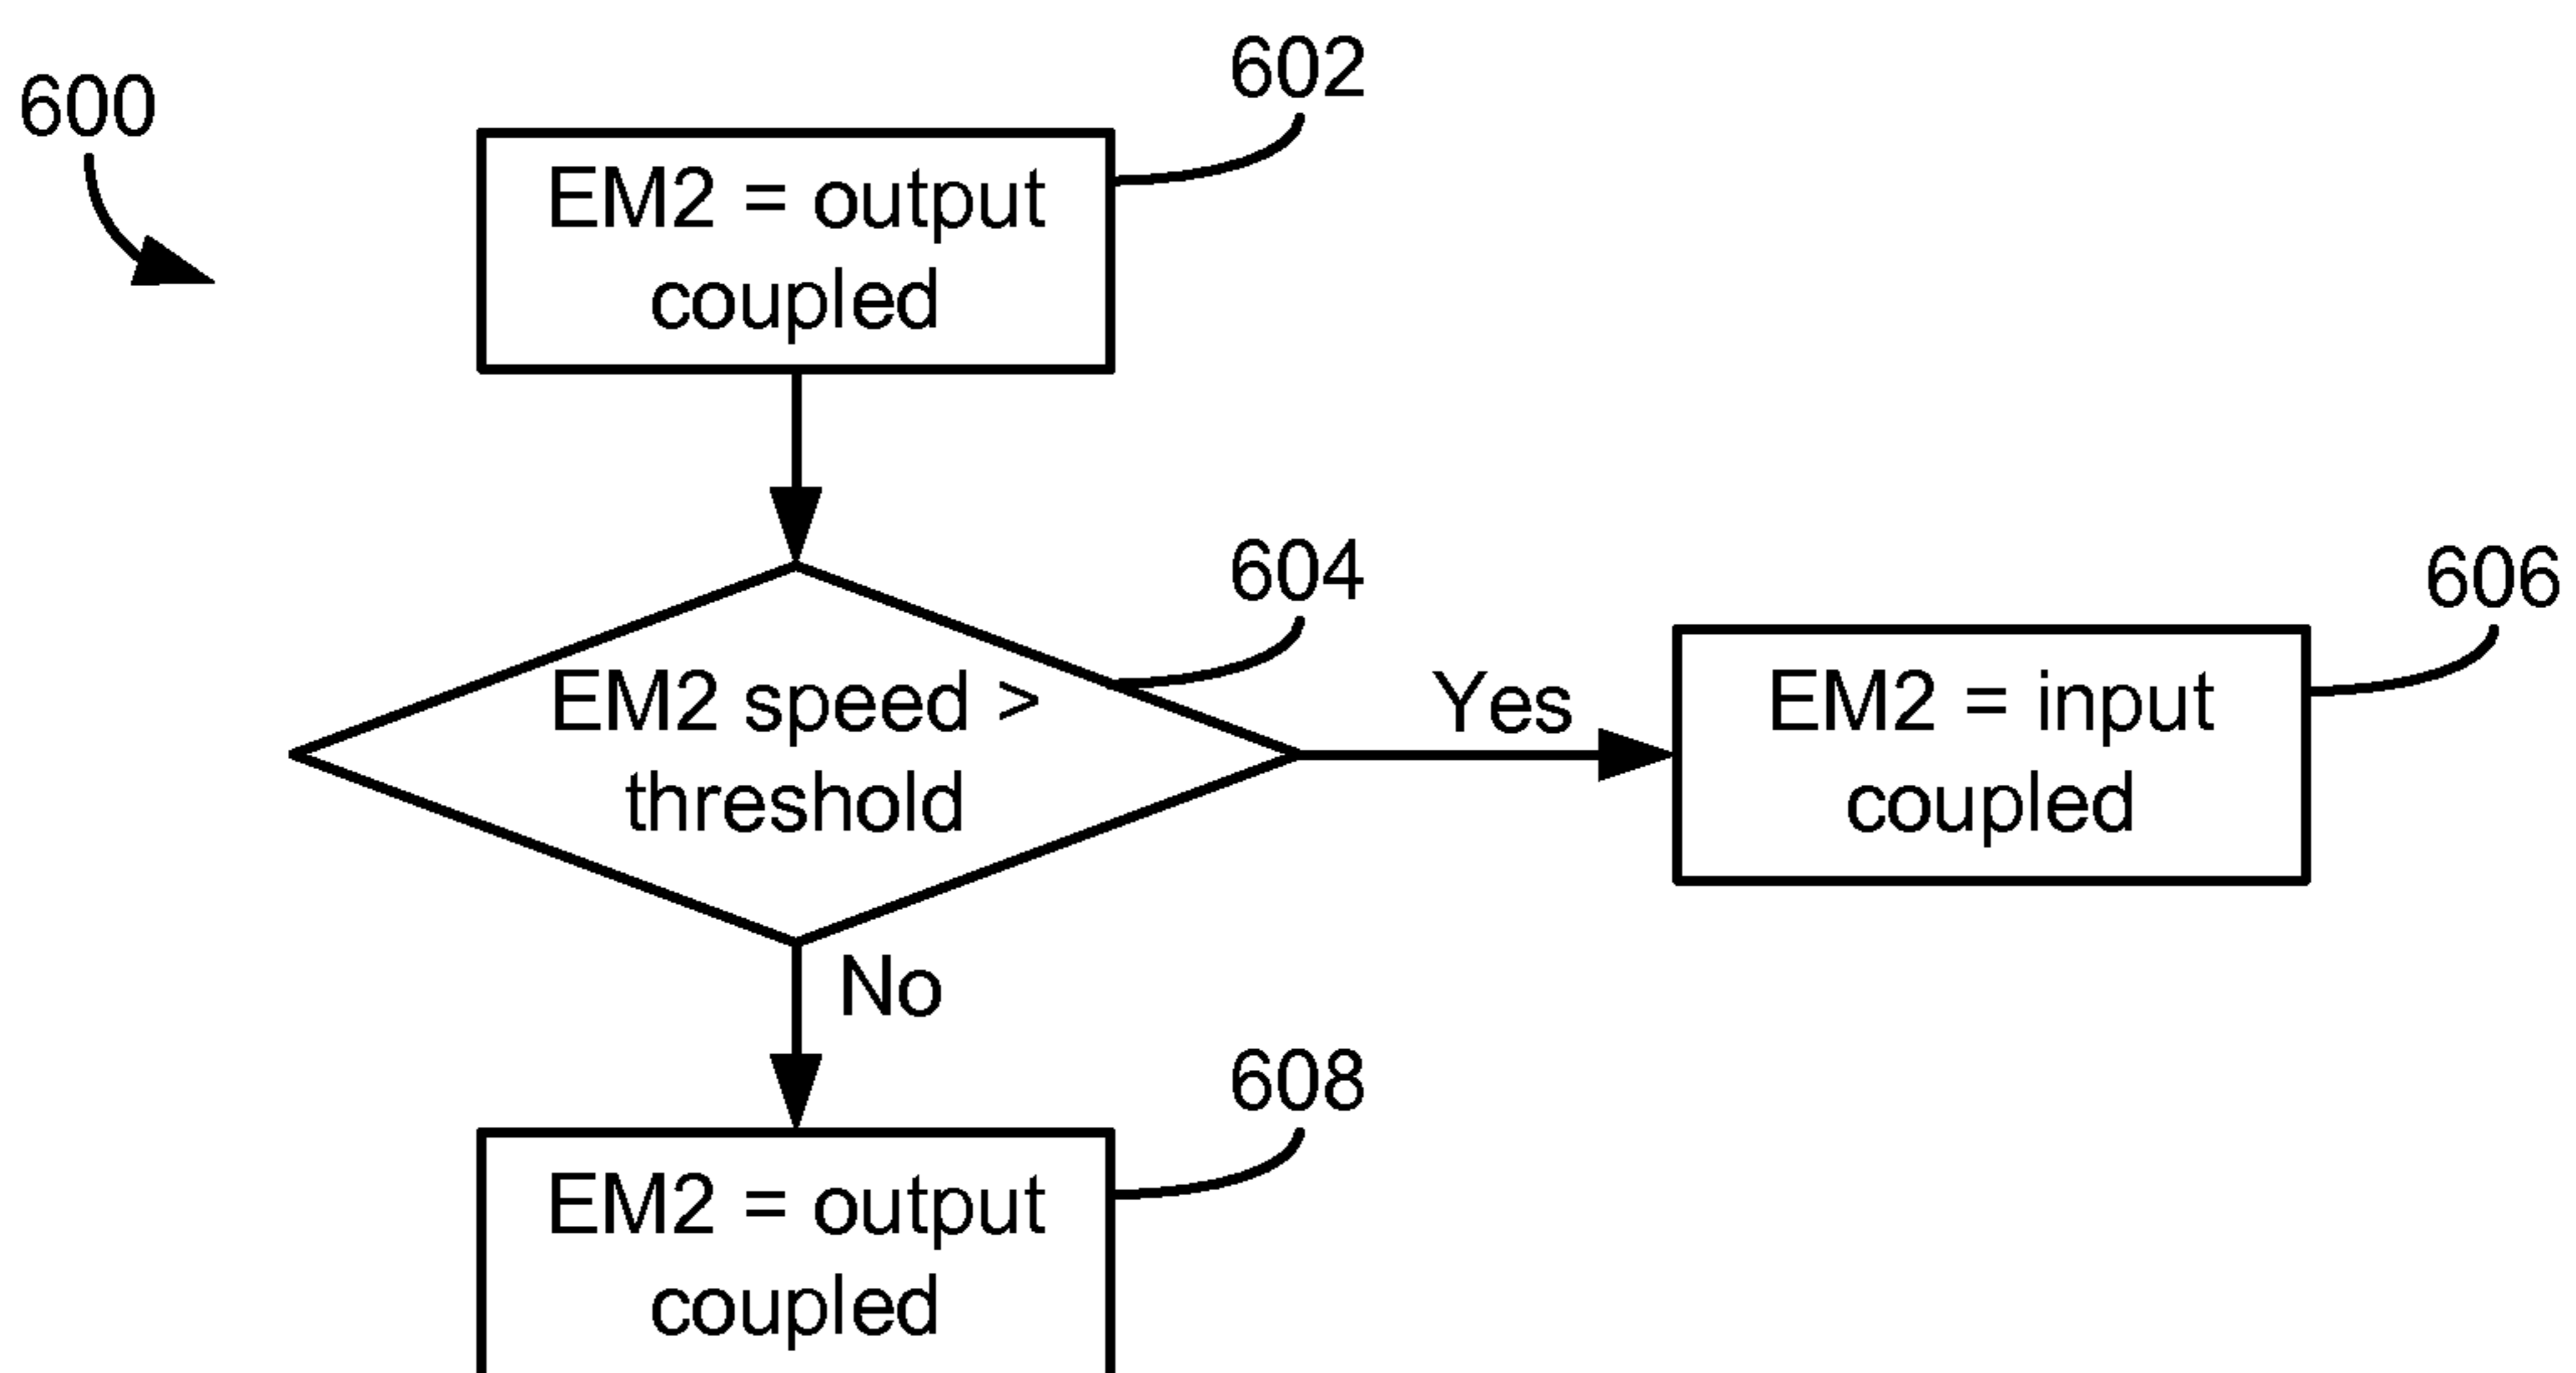 600
602
EM2 = output
coupled
604
EM2 speed >
threshold
Yes
606
EM2 = input
coupled
No
608
EM2 = output
coupled